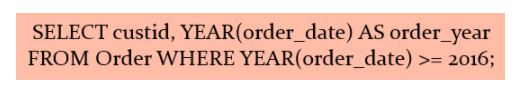 SELECT custid, YEAR(order_date) AS order_year
FROM Order WHERE YEAR(order_date) >= 2016;